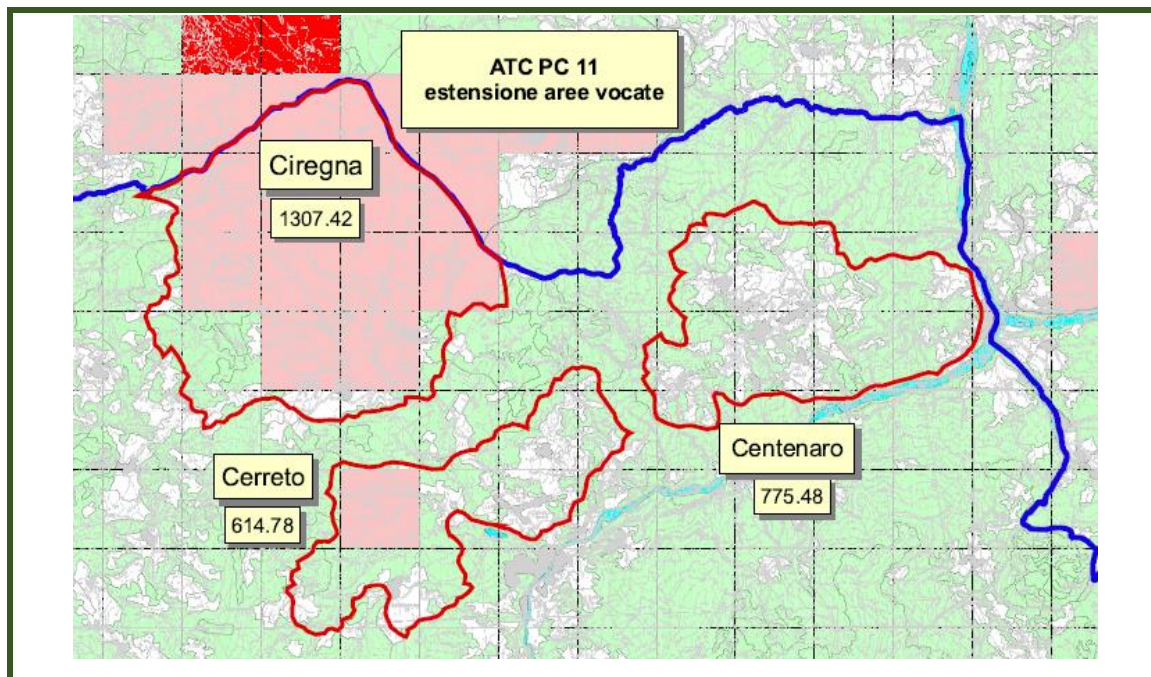 ATC PC 11
estensione aree vocate
Ciregna
1307.42
Cerreto
614.78
Centenaro
775.48